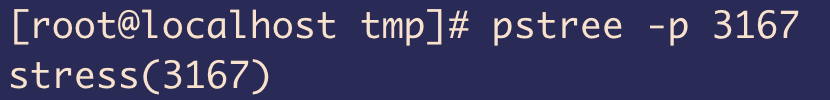 [root@localhost tmp]# pstree -p 3167
stress(3167)